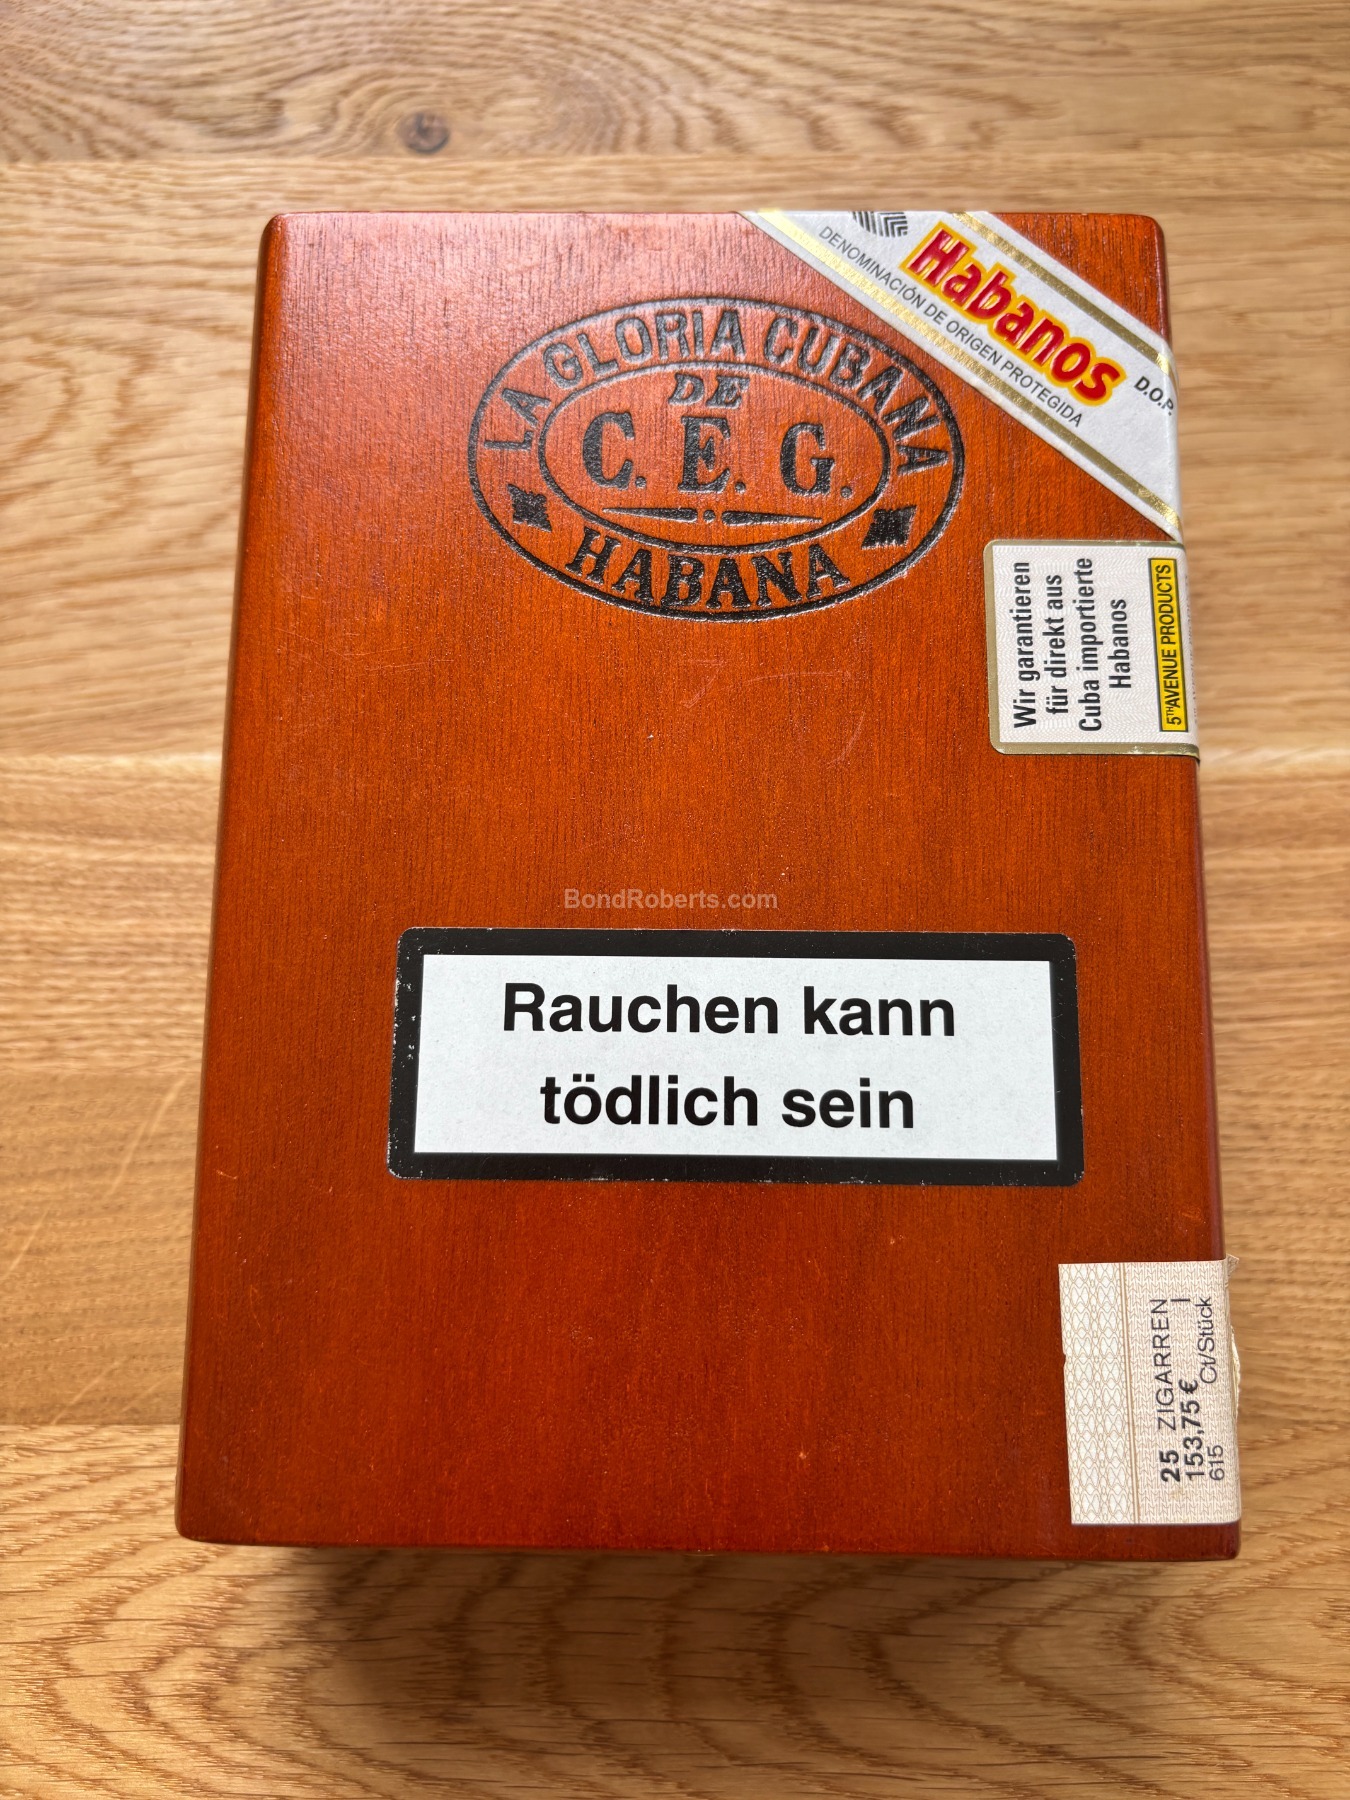 Habanos
D.O.P.
DENOMINACIÓN DE ORIGEN PROTEGIDA
LA GLORIA CUBANA
DE
C. E. G.
HABANA
Wir garantieren
für direkt aus
Cuba importierte
Habanos
5TH AVENUE PRODUCTS
BondRoberts.com
Rauchen kann
tödlich sein
25 ZIGARREN
153,75€ I
615 Ct/Stück